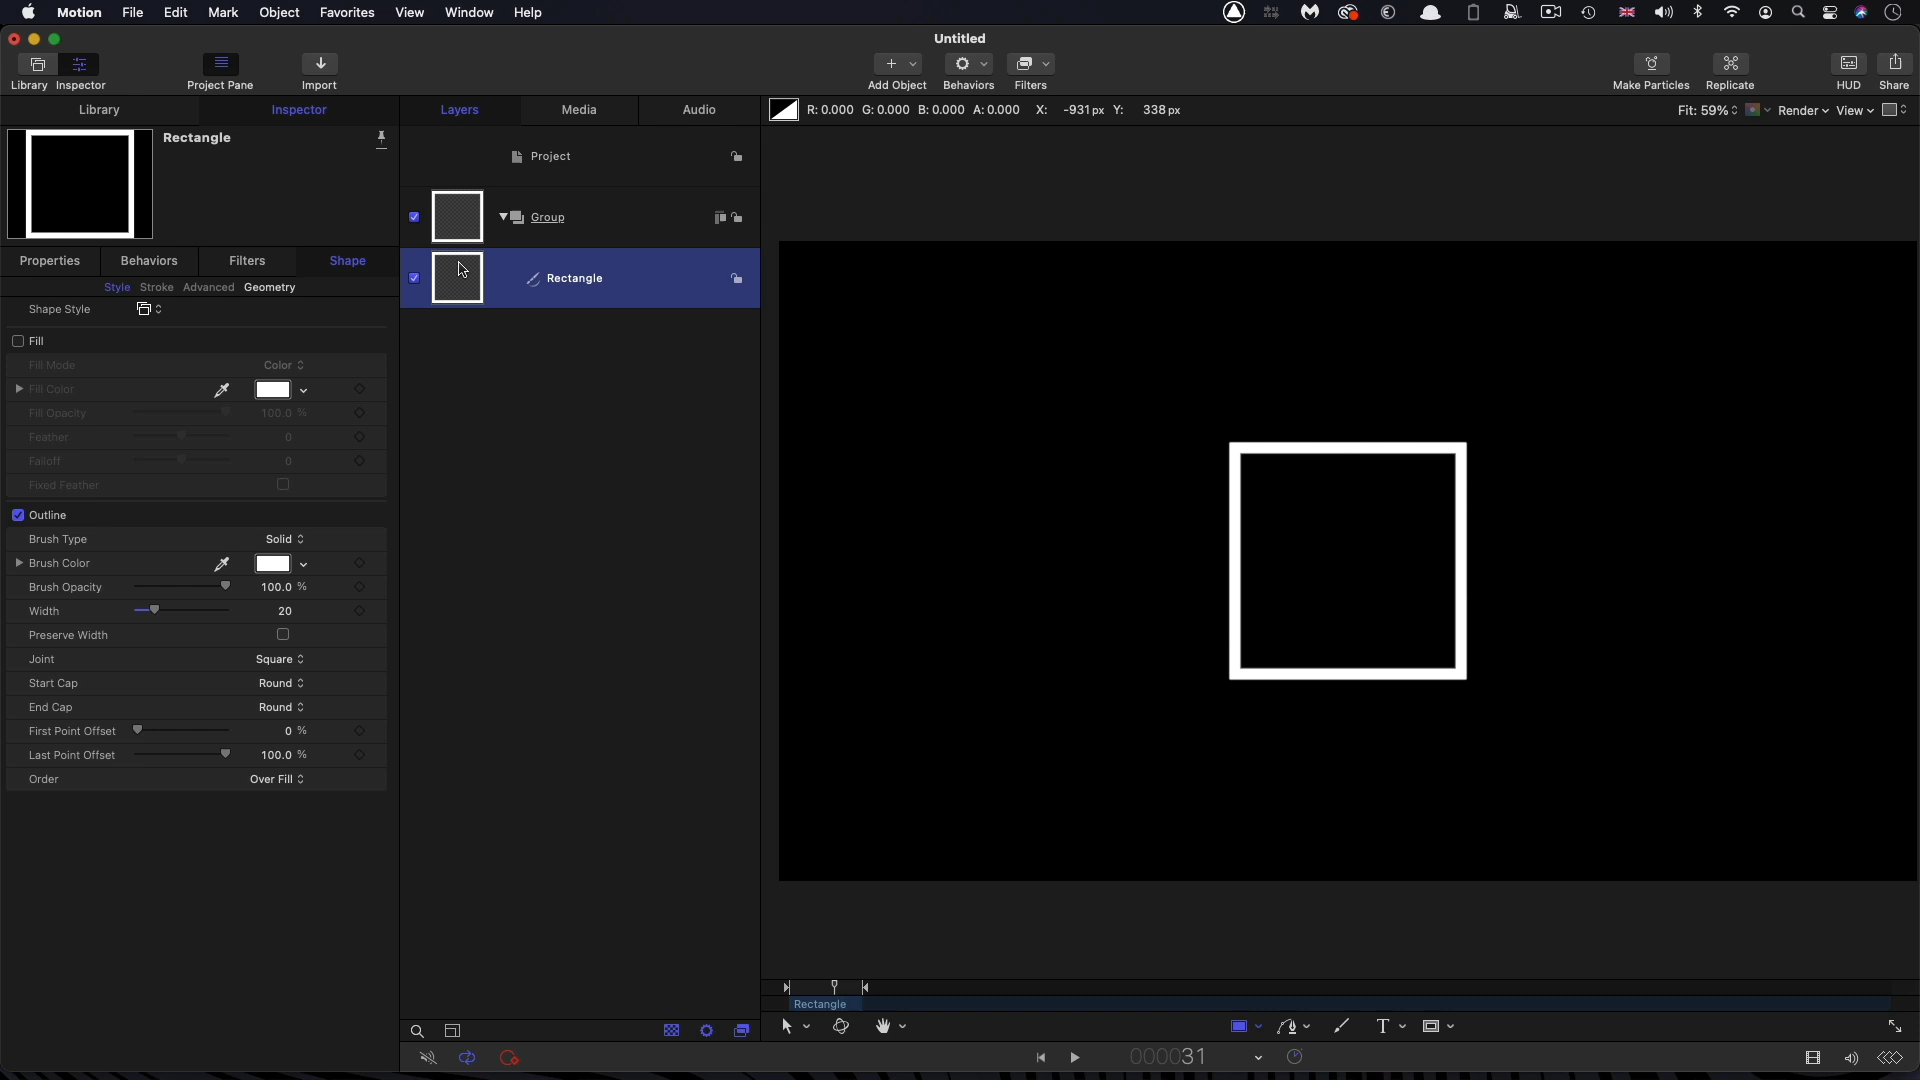 Motion File Edit Mark Object Favorites View Window Help
Untitled
Library Inspector Project Pane Import Add Object Behaviors Filters Make Particles Replicate HUD Share
Library Inspector Layers Media Audio R: 0.000 G: 0.000 B: 0.000 A: 0.000 X: -931 px Y: 338 px Fit: 59% Render View
Rectangle
Project
Group
Rectangle
Properties Behaviors Filters Shape
Style Stroke Advanced Geometry
Shape Style
Fill
Fill Mode Color
Fill Color
Fill Opacity 100.0 %
Feather 0
Falloff 0
Fixed Feather
Outline
Brush Type Solid
Brush Color
Brush Opacity 100.0 %
Width 20
Preserve Width
Joint Square
Start Cap Round
End Cap Round
First Point Offset 0 %
Last Point Offset 100.0 %
Order Over Fill
Rectangle
T
000031